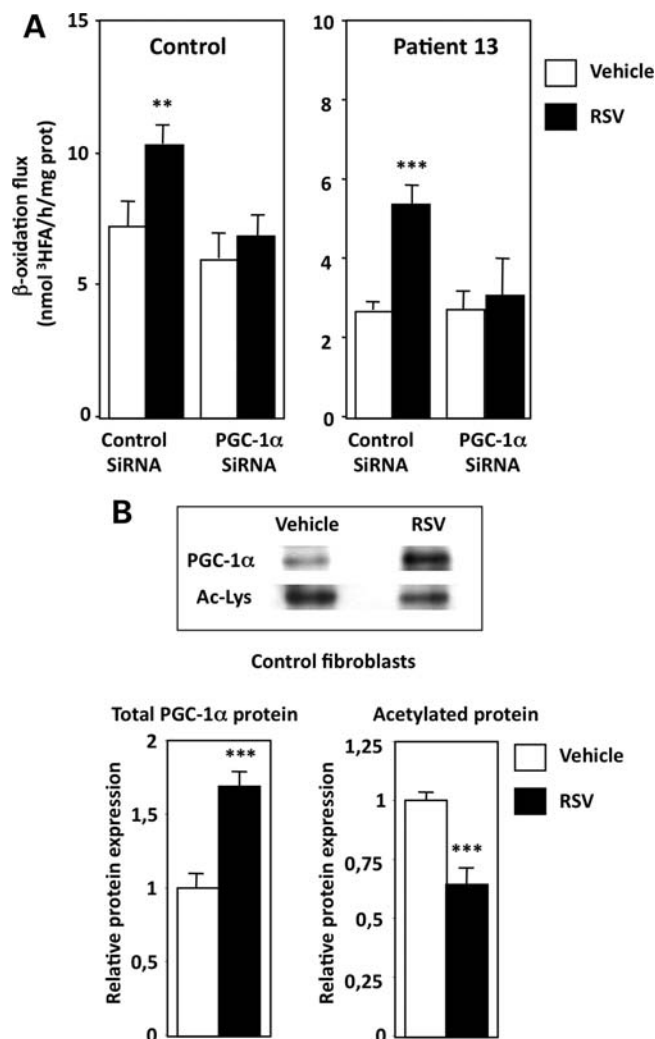 A
Control
Patient 13
Vehicle
RSV
β-oxidation flux
(nmol ³HFA/h/mg prot)
15
10
5
0
**
10
8
6
4
2
0
***
Control
SiRNA
PGC-1α
SiRNA
Control
SiRNA
PGC-1α
SiRNA
B
Vehicle
RSV
PGC-1α
Ac-Lys
Control fibroblasts
Total PGC-1α protein
Acetylated protein
Relative protein expression
2
1,5
1
0,5
0
***
Relative protein expression
1,25
1
0,75
0,5
0,25
0
***
Vehicle
RSV